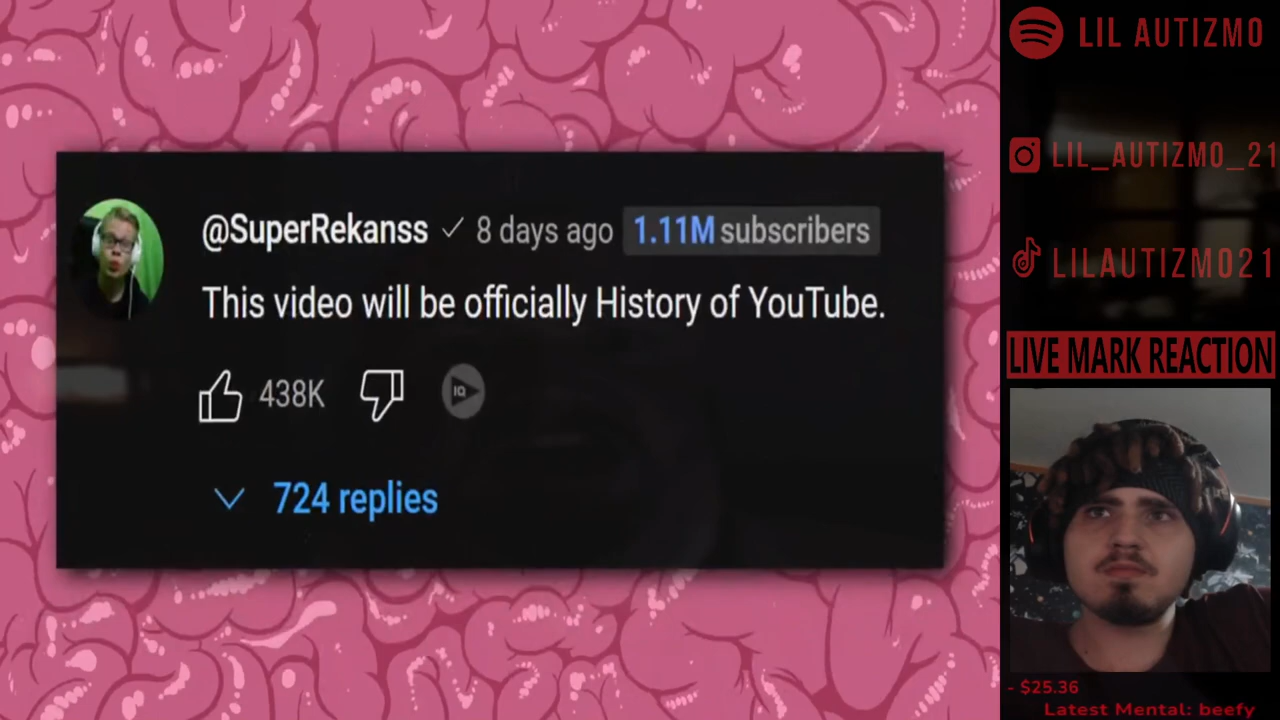 @SuperRekanss ✓ 8 days ago 1.11M subscribers
This video will be officially History of YouTube.
438K
IQ
724 replies
LIL AUTIZMO
LIL_AUTIZMO_21
LILAUTIZMO21
LIVE MARK REACTION
- $25.36
Latest Mental: beefy